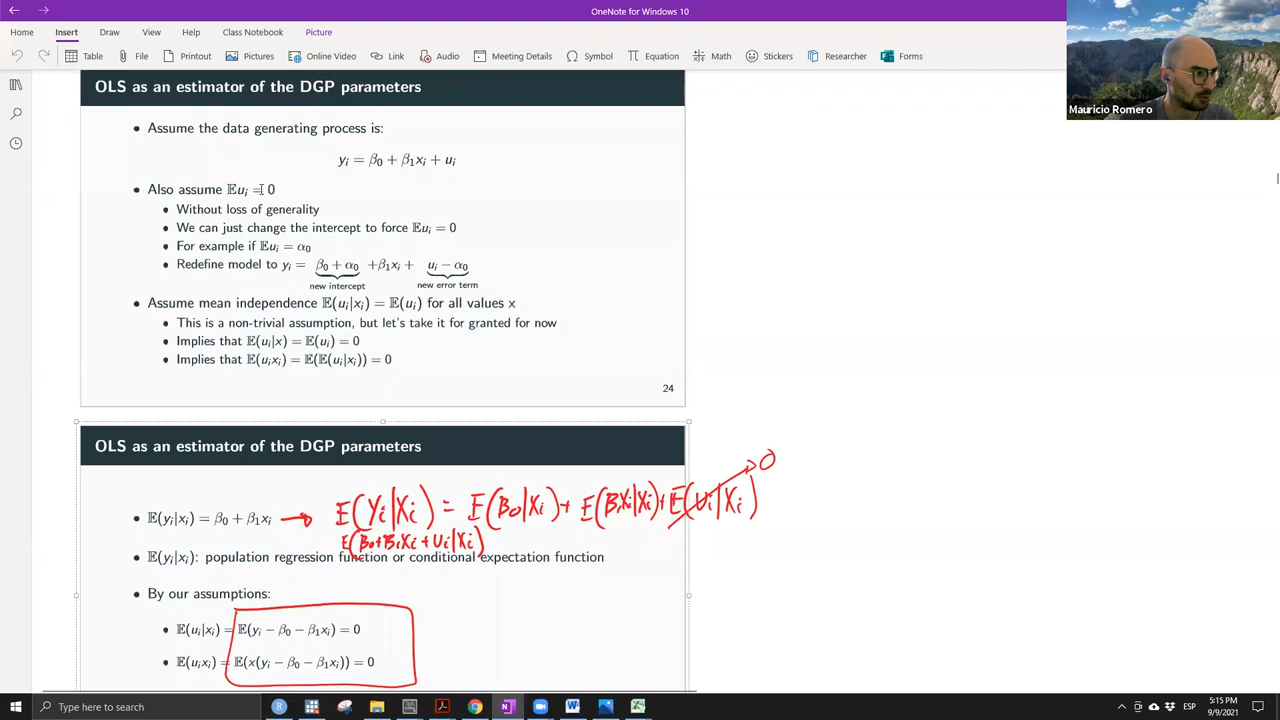 OneNote for Windows 10
Home Insert Draw View Help Class Notebook Picture
Table File Printout Pictures Online Video Link Audio Meeting Details Symbol Equation Math Stickers Researcher Forms
Mauricio Romero
OLS as an estimator of the DGP parameters
• Assume the data generating process is:
yᵢ = β₀ + β₁xᵢ + uᵢ
• Also assume 𝔼uᵢ = 0
• Without loss of generality
• We can just change the intercept to force 𝔼uᵢ = 0
• For example if 𝔼uᵢ = α₀
• Redefine model to yᵢ = β₀ + α₀ +β₁xᵢ+ uᵢ − α₀
new intercept new error term
• Assume mean independence 𝔼(uᵢ|xᵢ) = 𝔼(uᵢ) for all values x
• This is a non-trivial assumption, but let's take it for granted for now
• Implies that 𝔼(uᵢ|x) = 𝔼(uᵢ) = 0
• Implies that 𝔼(uᵢxᵢ) = 𝔼(𝔼(uᵢ|xᵢ)) = 0
24
OLS as an estimator of the DGP parameters
0
• 𝔼(yᵢ|xᵢ) = β₀ + β₁xᵢ → E(Yᵢ|Xᵢ) = E(β₀|Xᵢ) + E(β₁Xᵢ|Xᵢ) + E(Uᵢ|Xᵢ)
E(β₀+β₁Xᵢ + Uᵢ|Xᵢ)
• 𝔼(yᵢ|xᵢ): population regression function or conditional expectation function
• By our assumptions:
• 𝔼(uᵢ|xᵢ) = 𝔼(yᵢ − β₀ − β₁xᵢ) = 0
• 𝔼(uᵢxᵢ) = 𝔼(x(yᵢ − β₀ − β₁xᵢ)) = 0
Type here to search
ESP
5:15 PM
9/9/2021